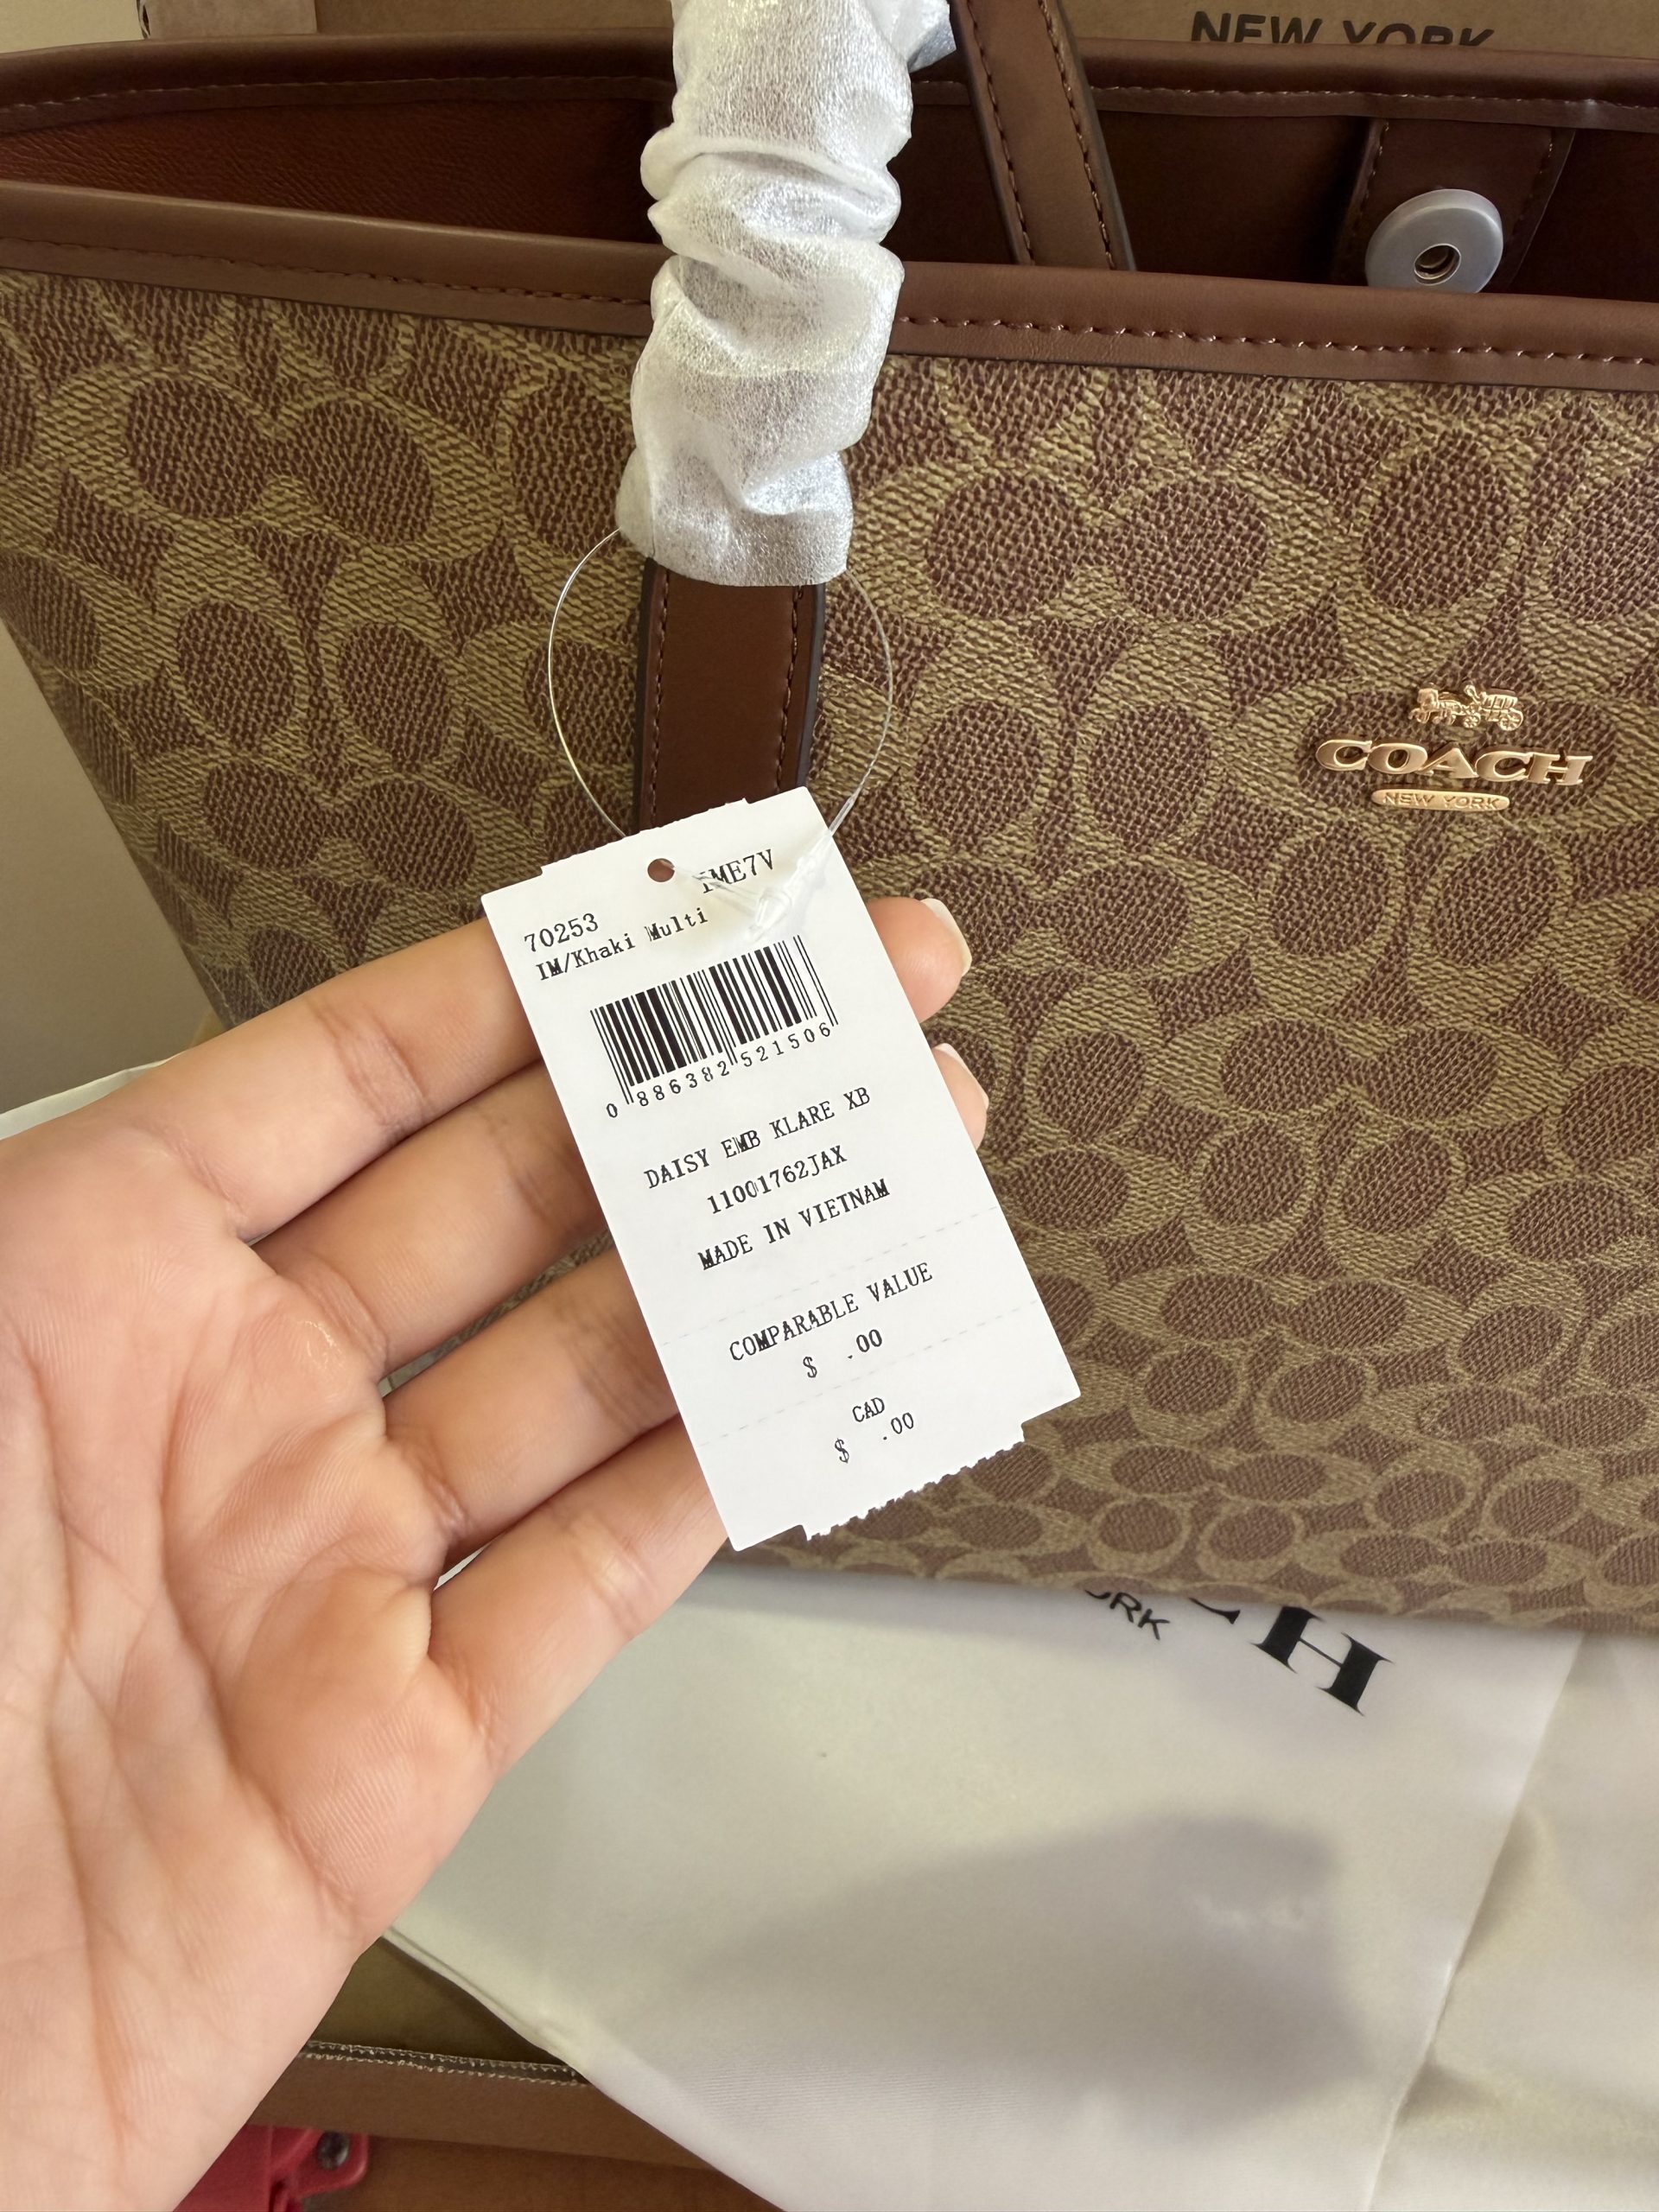 NEW YORK
COACH
NEW YORK
IME7V
70253
IM/Khaki Multi
0 886382 521506
DAISY EMB KLARE XB
11001762JAX
MADE IN VIETNAM
COMPARABLE VALUE
$ .00
CAD
$ .00